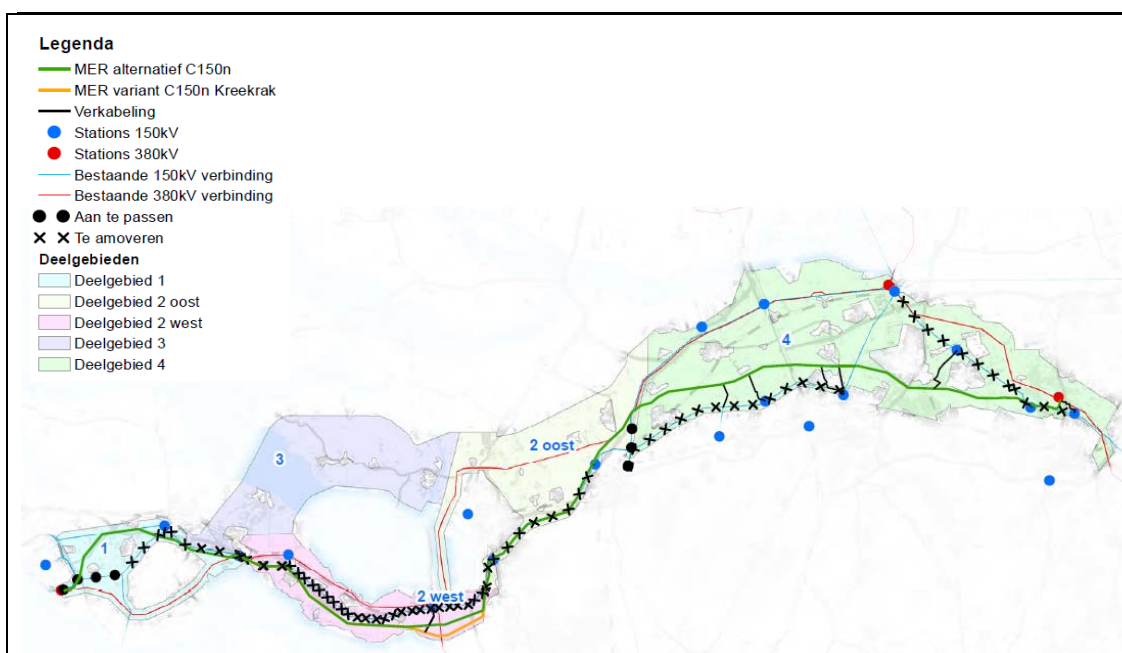 Legenda
MER alternatief C150n
MER variant C150n Kreekrak
Verkabeling
Stations 150kV
Stations 380kV
Bestaande 150kV verbinding
Bestaande 380kV verbinding
Aan te passen
Te amoveren
Deelgebieden
Deelgebied 1
Deelgebied 2 oost
Deelgebied 2 west
Deelgebied 3
Deelgebied 4
4
2 oost
3
1
2 west